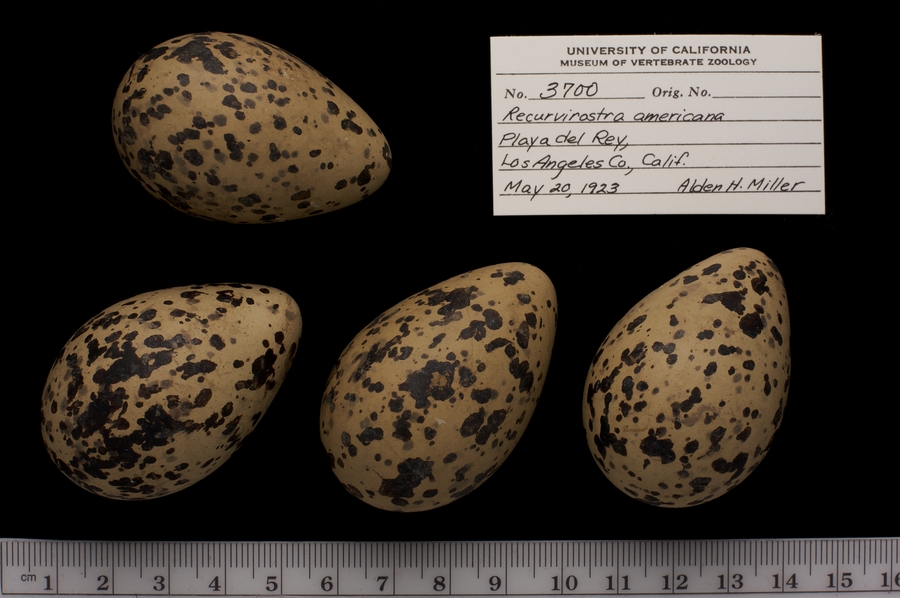 UNIVERSITY OF CALIFORNIA
MUSEUM OF VERTEBRATE ZOOLOGY
No. 3700 Orig. No.
Recurvirostra americana
Playa del Rey,
Los Angeles Co., Calif.
May 20, 1923 Alden H. Miller
cm 1 2 3 4 5 6 7 8 9 10 11 12 13 14 15 16